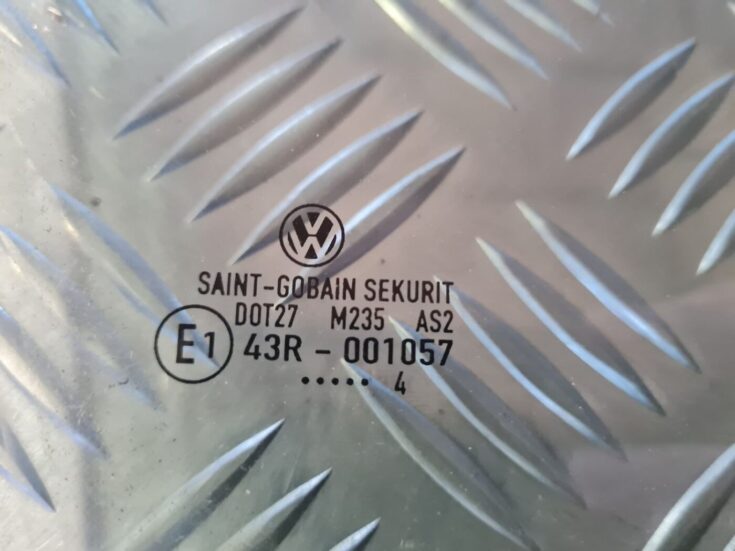 SAINT-GOBAIN SEKURIT
DOT27 M235 AS2
E1 43R - 001057
..... 4